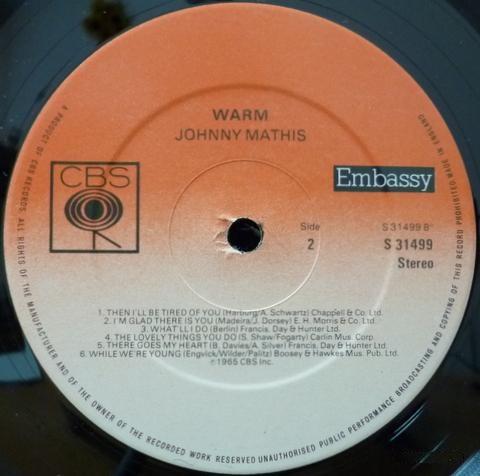 WARM
JOHNNY MATHIS
CBS
Embassy
Side
2
S 31499 B
S 31499
Stereo
1. THEN I'LL BE TIRED OF YOU (Harburg/A. Schwartz) Chappell & Co. Ltd.
2. I'M GLAD THERE IS YOU (Madeira/J. Dorsey) E.H. Morris & Co. Ltd.
3. WHAT'LL I DO (Berlin) Francis, Day & Hunter Ltd.
4. THE LOVELY THINGS YOU DO (S. Shaw/Fogarty) Carlin Mus. Corp.
5. THERE GOES MY HEART (B. Davies/A. Silver) Francis, Day & Hunter Ltd.
6. WHILE WE'RE YOUNG (Engvick/Wilder/Palitz) Boosey & Hawkes Mus. Pub. Ltd.
℗1965 CBS Inc.
A PRODUCT OF CBS RECORDS. ALL RIGHTS OF THE MANUFACTURER AND OF THE OWNER OF THE RECORDED WORK RESERVED UNAUTHORISED PUBLIC PERFORMANCE BROADCASTING AND COPYING OF THIS RECORD PROHIBITED MADE IN ENGLAND